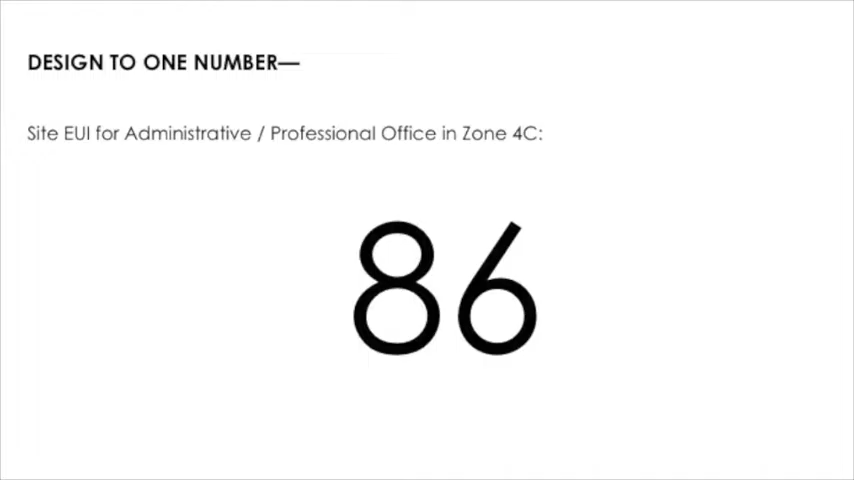 DESIGN TO ONE NUMBER—
Site EUI for Administrative / Professional Office in Zone 4C:
86